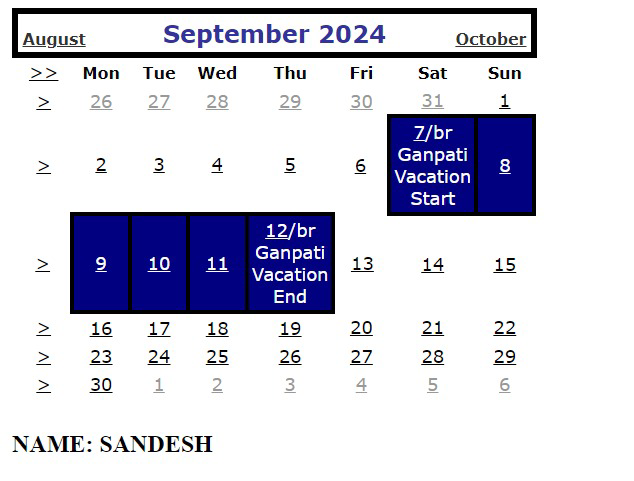 August September 2024 October
>> Mon Tue Wed Thu Fri Sat Sun
> 26 27 28 29 30 31 1
> 2 3 4 5 6 7/br Ganpati Vacation Start 8
> 9 10 11 12/br Ganpati Vacation End 13 14 15
> 16 17 18 19 20 21 22
> 23 24 25 26 27 28 29
> 30 1 2 3 4 5 6
NAME: SANDESH